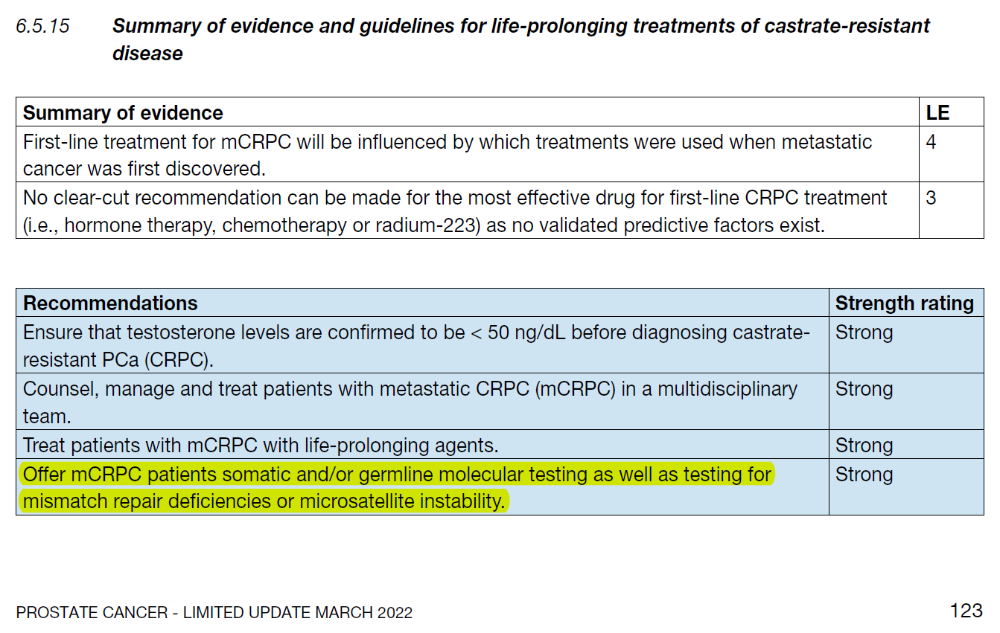 6.5.15 Summary of evidence and guidelines for life-prolonging treatments of castrate-resistant
disease
Summary of evidence LE
First-line treatment for mCRPC will be influenced by which treatments were used when metastatic 4
cancer was first discovered.
No clear-cut recommendation can be made for the most effective drug for first-line CRPC treatment 3
(i.e., hormone therapy, chemotherapy or radium-223) as no validated predictive factors exist.
Recommendations Strength rating
Ensure that testosterone levels are confirmed to be < 50 ng/dL before diagnosing castrate- Strong
resistant PCa (CRPC).
Counsel, manage and treat patients with metastatic CRPC (mCRPC) in a multidisciplinary Strong
team.
Treat patients with mCRPC with life-prolonging agents. Strong
Offer mCRPC patients somatic and/or germline molecular testing as well as testing for Strong
mismatch repair deficiencies or microsatellite instability.
PROSTATE CANCER - LIMITED UPDATE MARCH 2022 123